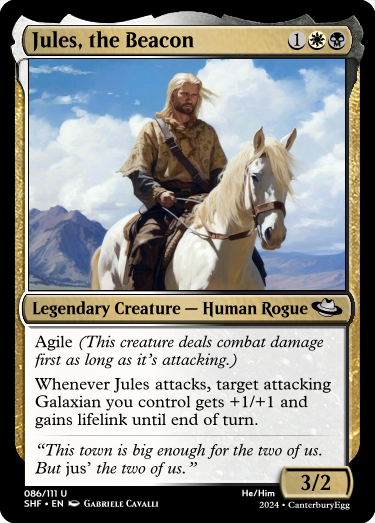 Jules, the Beacon 1
Legendary Creature — Human Rogue
Agile (This creature deals combat damage
first as long as it's attacking.)
Whenever Jules attacks, target attacking
Galaxian you control gets +1/+1 and
gains lifelink until end of turn.
“This town is big enough for the two of us.
But jus’ the two of us.”
3/2
086/111 U He/Him
SHF • EN Gabriele Cavalli 2024 • CanterburyEgg